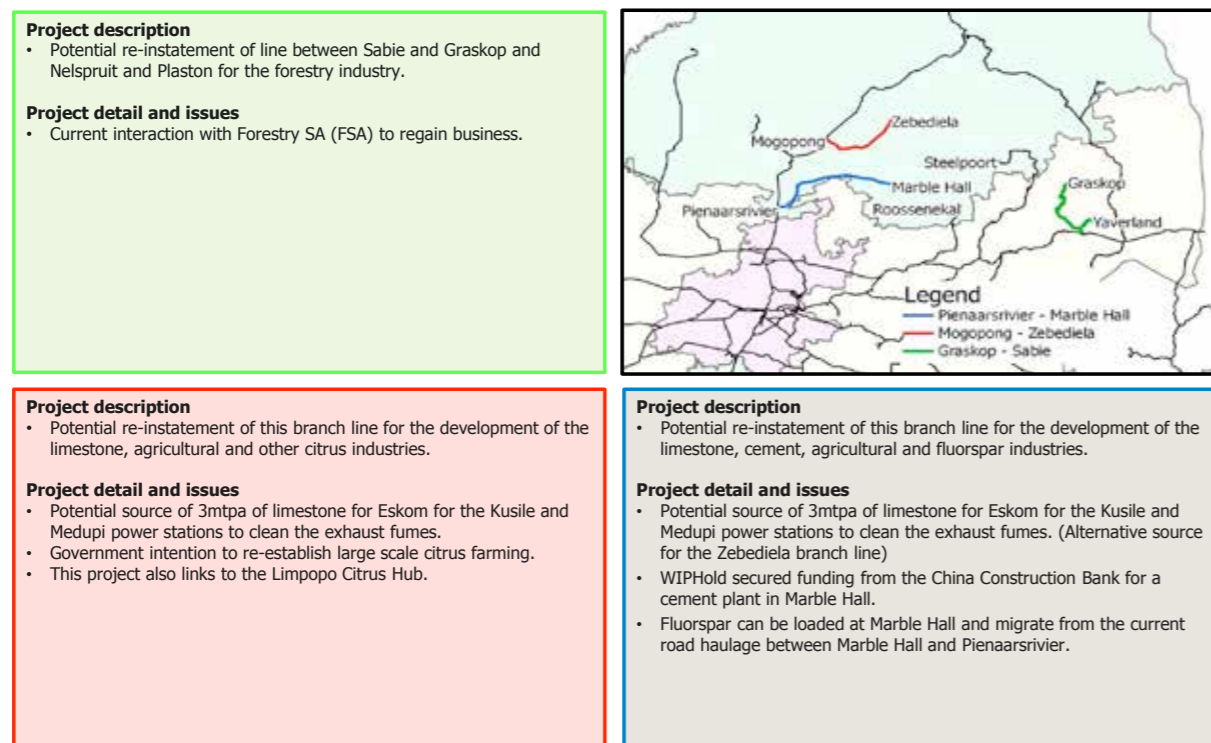 Project description
• Potential re-instatement of line between Sabie and Graskop and
Nelspruit and Plaston for the forestry industry.
Project detail and issues
• Current interaction with Forestry SA (FSA) to regain business.
Zebediela
Mogopong
Steelpoort
Graskop
Marble Hall
Pienaarsrivier
Roossenekal
Yaverland
Legend
Pienaarsrivier - Marble Hall
Mogopong - Zebediela
Graskop - Sabie
Project description
• Potential re-instatement of this branch line for the development of the
limestone, agricultural and other citrus industries.
Project detail and issues
• Potential source of 3mtpa of limestone for Eskom for the Kusile and
Medupi power stations to clean the exhaust fumes.
• Government intention to re-establish large scale citrus farming.
• This project also links to the Limpopo Citrus Hub.
Project description
• Potential re-instatement of this branch line for the development of the
limestone, cement, agricultural and fluorspar industries.
Project detail and issues
• Potential source of 3mtpa of limestone for Eskom for the Kusile and
Medupi power stations to clean the exhaust fumes. (Alternative source
for the Zebediela branch line)
• WIPHold secured funding from the China Construction Bank for a
cement plant in Marble Hall.
• Fluorspar can be loaded at Marble Hall and migrate from the current
road haulage between Marble Hall and Pienaarsrivier.